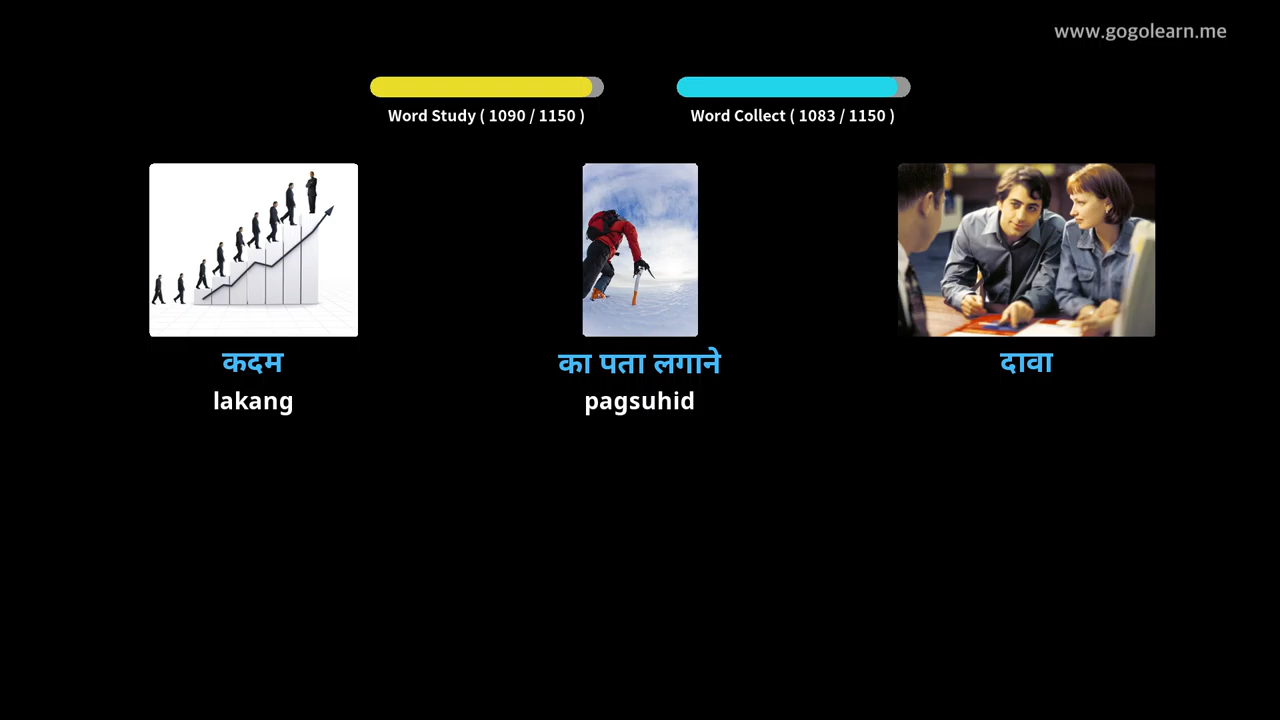 www.gogolearn.me
Word Study ( 1090 / 1150 )
Word Collect ( 1083 / 1150 )
कदम
का पता लगाने
दावा
lakang
pagsuhid